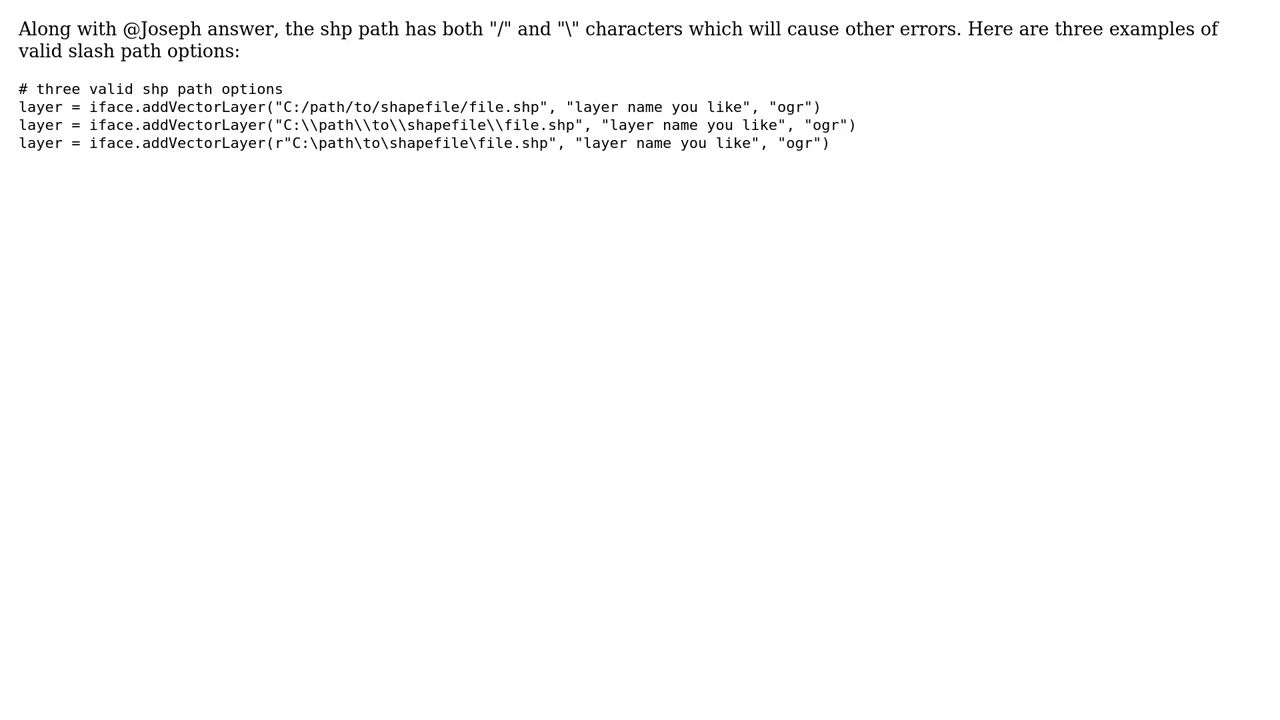 Along with @Joseph answer, the shp path has both "/" and "\" characters which will cause other errors. Here are three examples of
valid slash path options:
# three valid shp path options
layer = iface.addVectorLayer("C:/path/to/shapefile/file.shp", "layer name you like", "ogr")
layer = iface.addVectorLayer("C:\\path\\to\\shapefile\\file.shp", "layer name you like", "ogr")
layer = iface.addVectorLayer(r"C:\path\to\shapefile\file.shp", "layer name you like", "ogr")